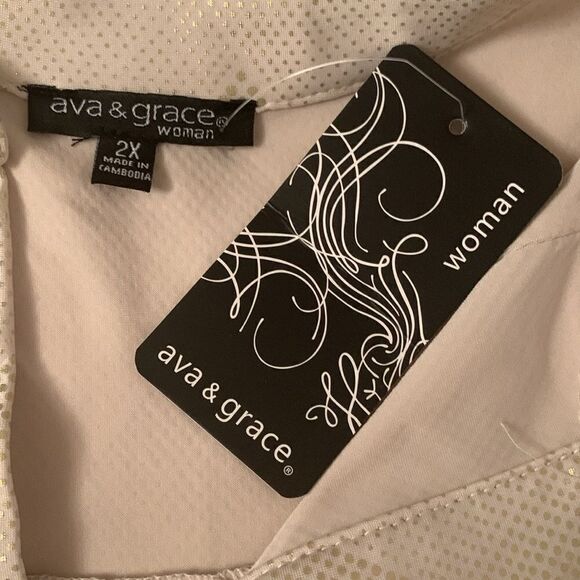 ava & grace®
woman
2X
MADE IN
CAMBODIA
woman
ava & grace®